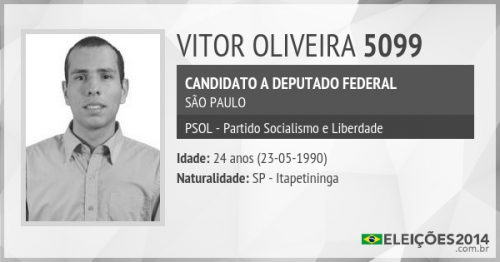 VITOR OLIVEIRA 5099
CANDIDATO A DEPUTADO FEDERAL
SÃO PAULO
PSOL - Partido Socialismo e Liberdade
Idade: 24 anos (23-05-1990)
Naturalidade: SP - Itapetininga
ELEIÇÕES2014
.com.br